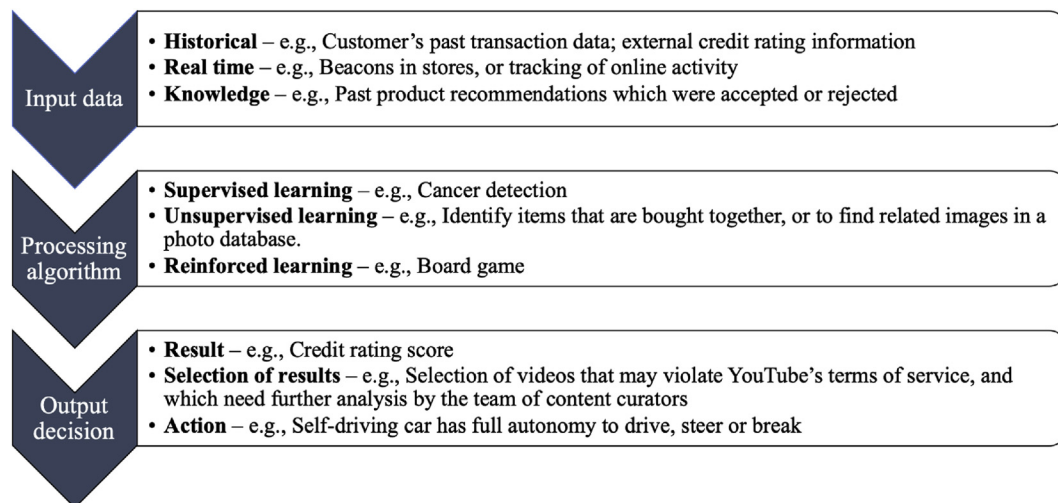 Input data
• Historical – e.g., Customer's past transaction data; external credit rating information
• Real time – e.g., Beacons in stores, or tracking of online activity
• Knowledge – e.g., Past product recommendations which were accepted or rejected
Processing
algorithm
• Supervised learning – e.g., Cancer detection
• Unsupervised learning – e.g., Identify items that are bought together, or to find related images in a
photo database.
• Reinforced learning – e.g., Board game
Output
decision
• Result – e.g., Credit rating score
• Selection of results – e.g., Selection of videos that may violate YouTube's terms of service, and
which need further analysis by the team of content curators
• Action – e.g., Self-driving car has full autonomy to drive, steer or break